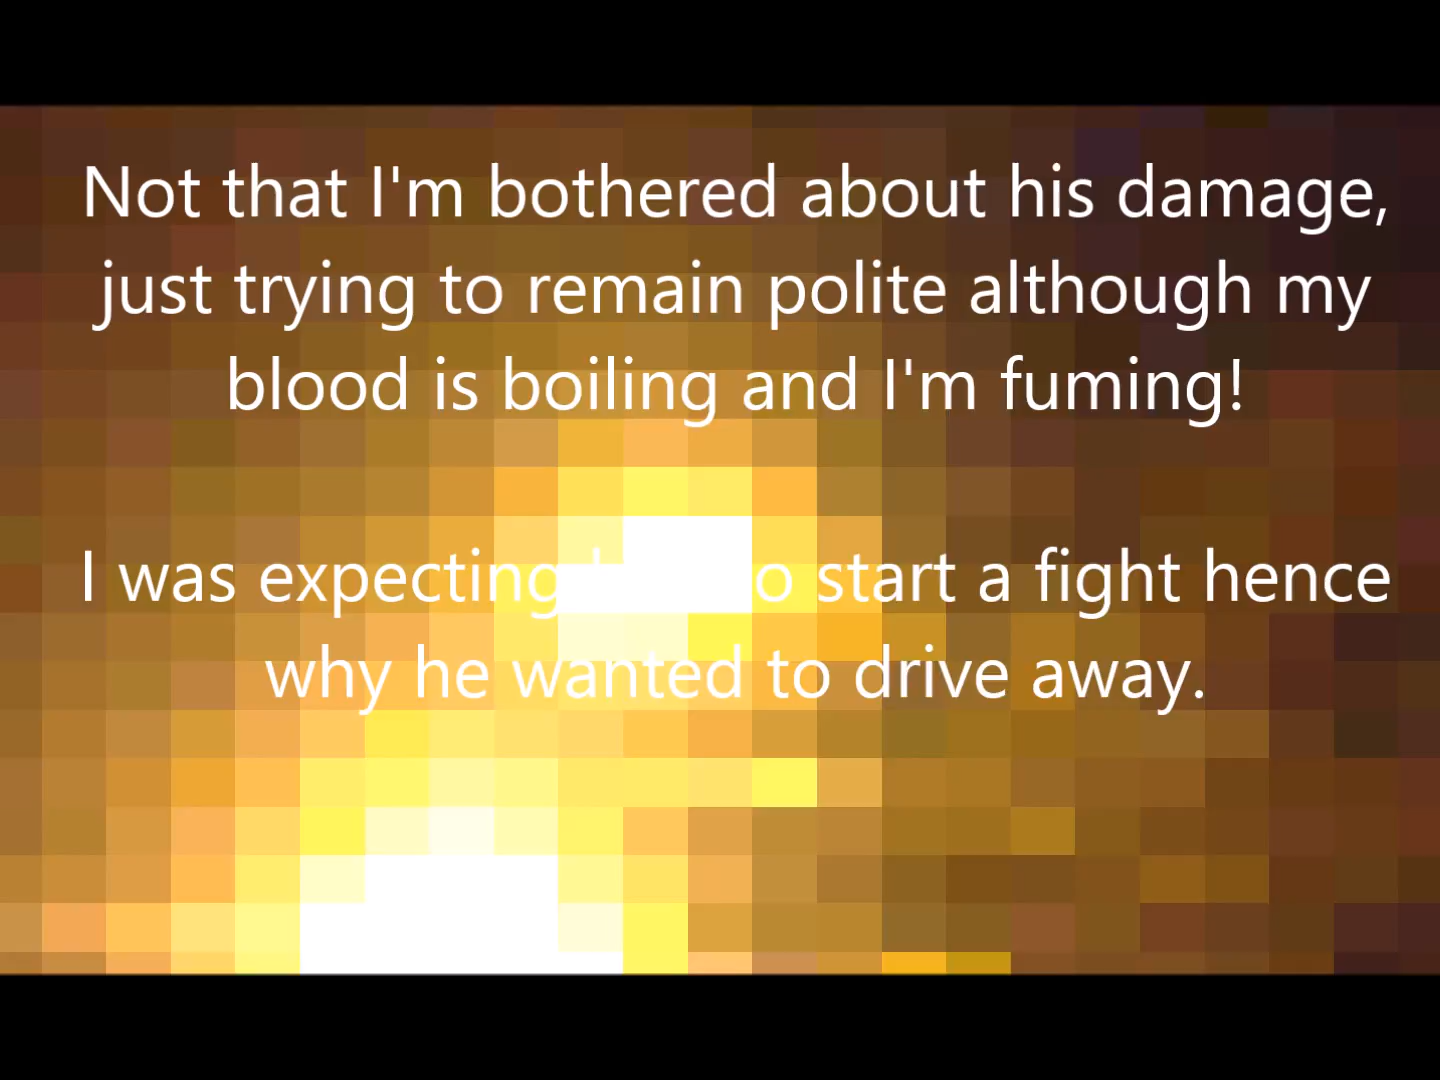 Not that I'm bothered about his damage,
just trying to remain polite although my
blood is boiling and I'm fuming!
I was expecting start a fight hence
why he wanted to drive away.